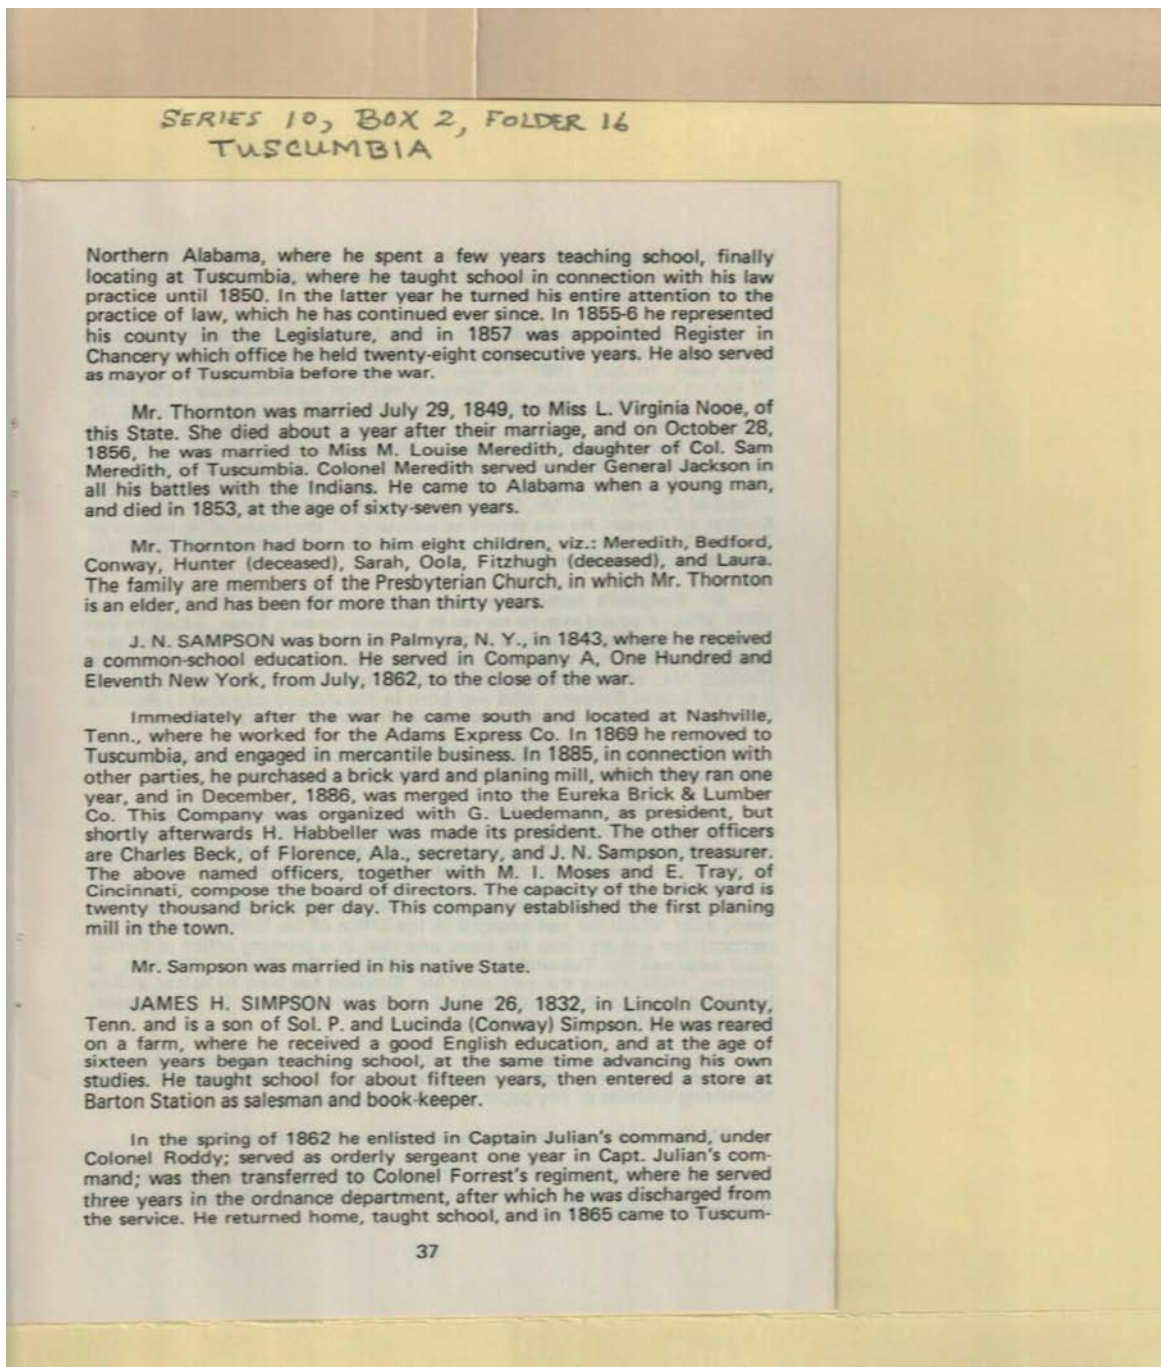 SERIES 10, BOX 2, FOLDER 16
TUSCUMBIA
Northern Alabama, where he spent a few years teaching school, finally
locating at Tuscumbia, where he taught school in connection with his law
practice until 1850. In the latter year he turned his entire attention to the
practice of law, which he has continued ever since. In 1855-6 he represented
his county in the Legislature, and in 1857 was appointed Register in
Chancery which office he held twenty-eight consecutive years. He also served
as mayor of Tuscumbia before the war.
Mr. Thornton was married July 29, 1849, to Miss L. Virginia Nooe, of
this State. She died about a year after their marriage, and on October 28,
1856, he was married to Miss M. Louise Meredith, daughter of Col. Sam
Meredith, of Tuscumbia. Colonel Meredith served under General Jackson in
all his battles with the Indians. He came to Alabama when a young man,
and died in 1853, at the age of sixty-seven years.
Mr. Thornton had born to him eight children, viz.: Meredith, Bedford,
Conway, Hunter (deceased), Sarah, Oola, Fitzhugh (deceased), and Laura.
The family are members of the Presbyterian Church, in which Mr. Thornton
is an elder, and has been for more than thirty years.
J. N. SAMPSON was born in Palmyra, N. Y., in 1843, where he received
a common-school education. He served in Company A, One Hundred and
Eleventh New York, from July, 1862, to the close of the war.
Immediately after the war he came south and located at Nashville,
Tenn., where he worked for the Adams Express Co. In 1869 he removed to
Tuscumbia, and engaged in mercantile business. In 1885, in connection with
other parties, he purchased a brick yard and planing mill, which they ran one
year, and in December, 1886, was merged into the Eureka Brick & Lumber
Co. This Company was organized with G. Luedemann, as president, but
shortly afterwards H. Habbeller was made its president. The other officers
are Charles Beck, of Florence, Ala., secretary, and J. N. Sampson, treasurer.
The above named officers, together with M. I. Moses and E. Tray, of
Cincinnati, compose the board of directors. The capacity of the brick yard is
twenty thousand brick per day. This company established the first planing
mill in the town.
Mr. Sampson was married in his native State.
JAMES H. SIMPSON was born June 26, 1832, in Lincoln County,
Tenn. and is a son of Sol. P. and Lucinda (Conway) Simpson. He was reared
on a farm, where he received a good English education, and at the age of
sixteen years began teaching school, at the same time advancing his own
studies. He taught school for about fifteen years, then entered a store at
Barton Station as salesman and book-keeper.
In the spring of 1862 he enlisted in Captain Julian's command, under
Colonel Roddy; served as orderly sergeant one year in Capt. Julian's com-
mand; was then transferred to Colonel Forrest's regiment, where he served
three years in the ordnance department, after which he was discharged from
the service. He returned home, taught school, and in 1865 came to Tuscum-
37